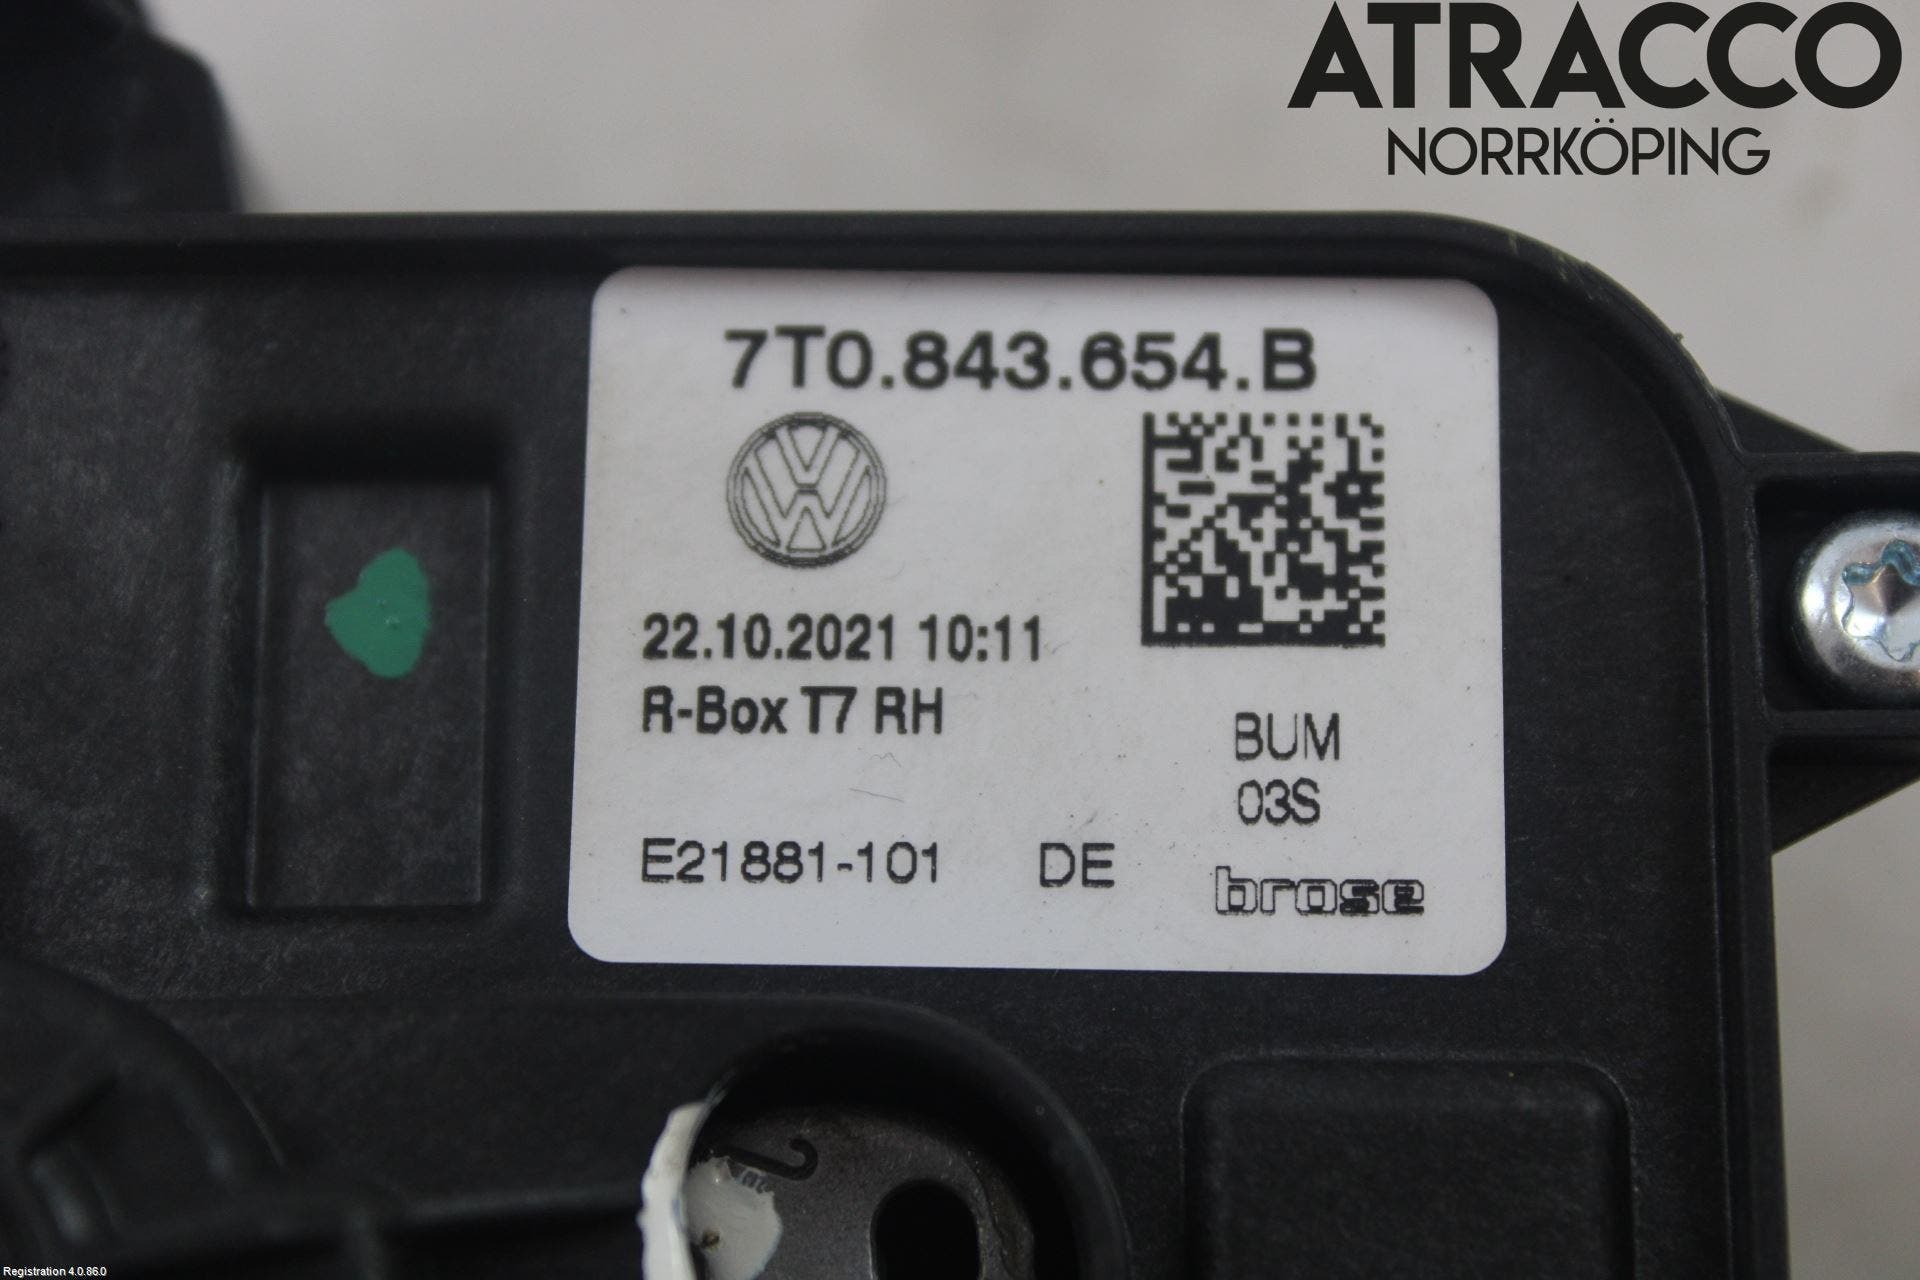 ATRACCO
NORRKÖPING
7T0.843.654.B
22.10.2021 10:11
R-Box T7 RH
BUM
03S
E21881-101 DE
brose
Registration 4.0.86.0